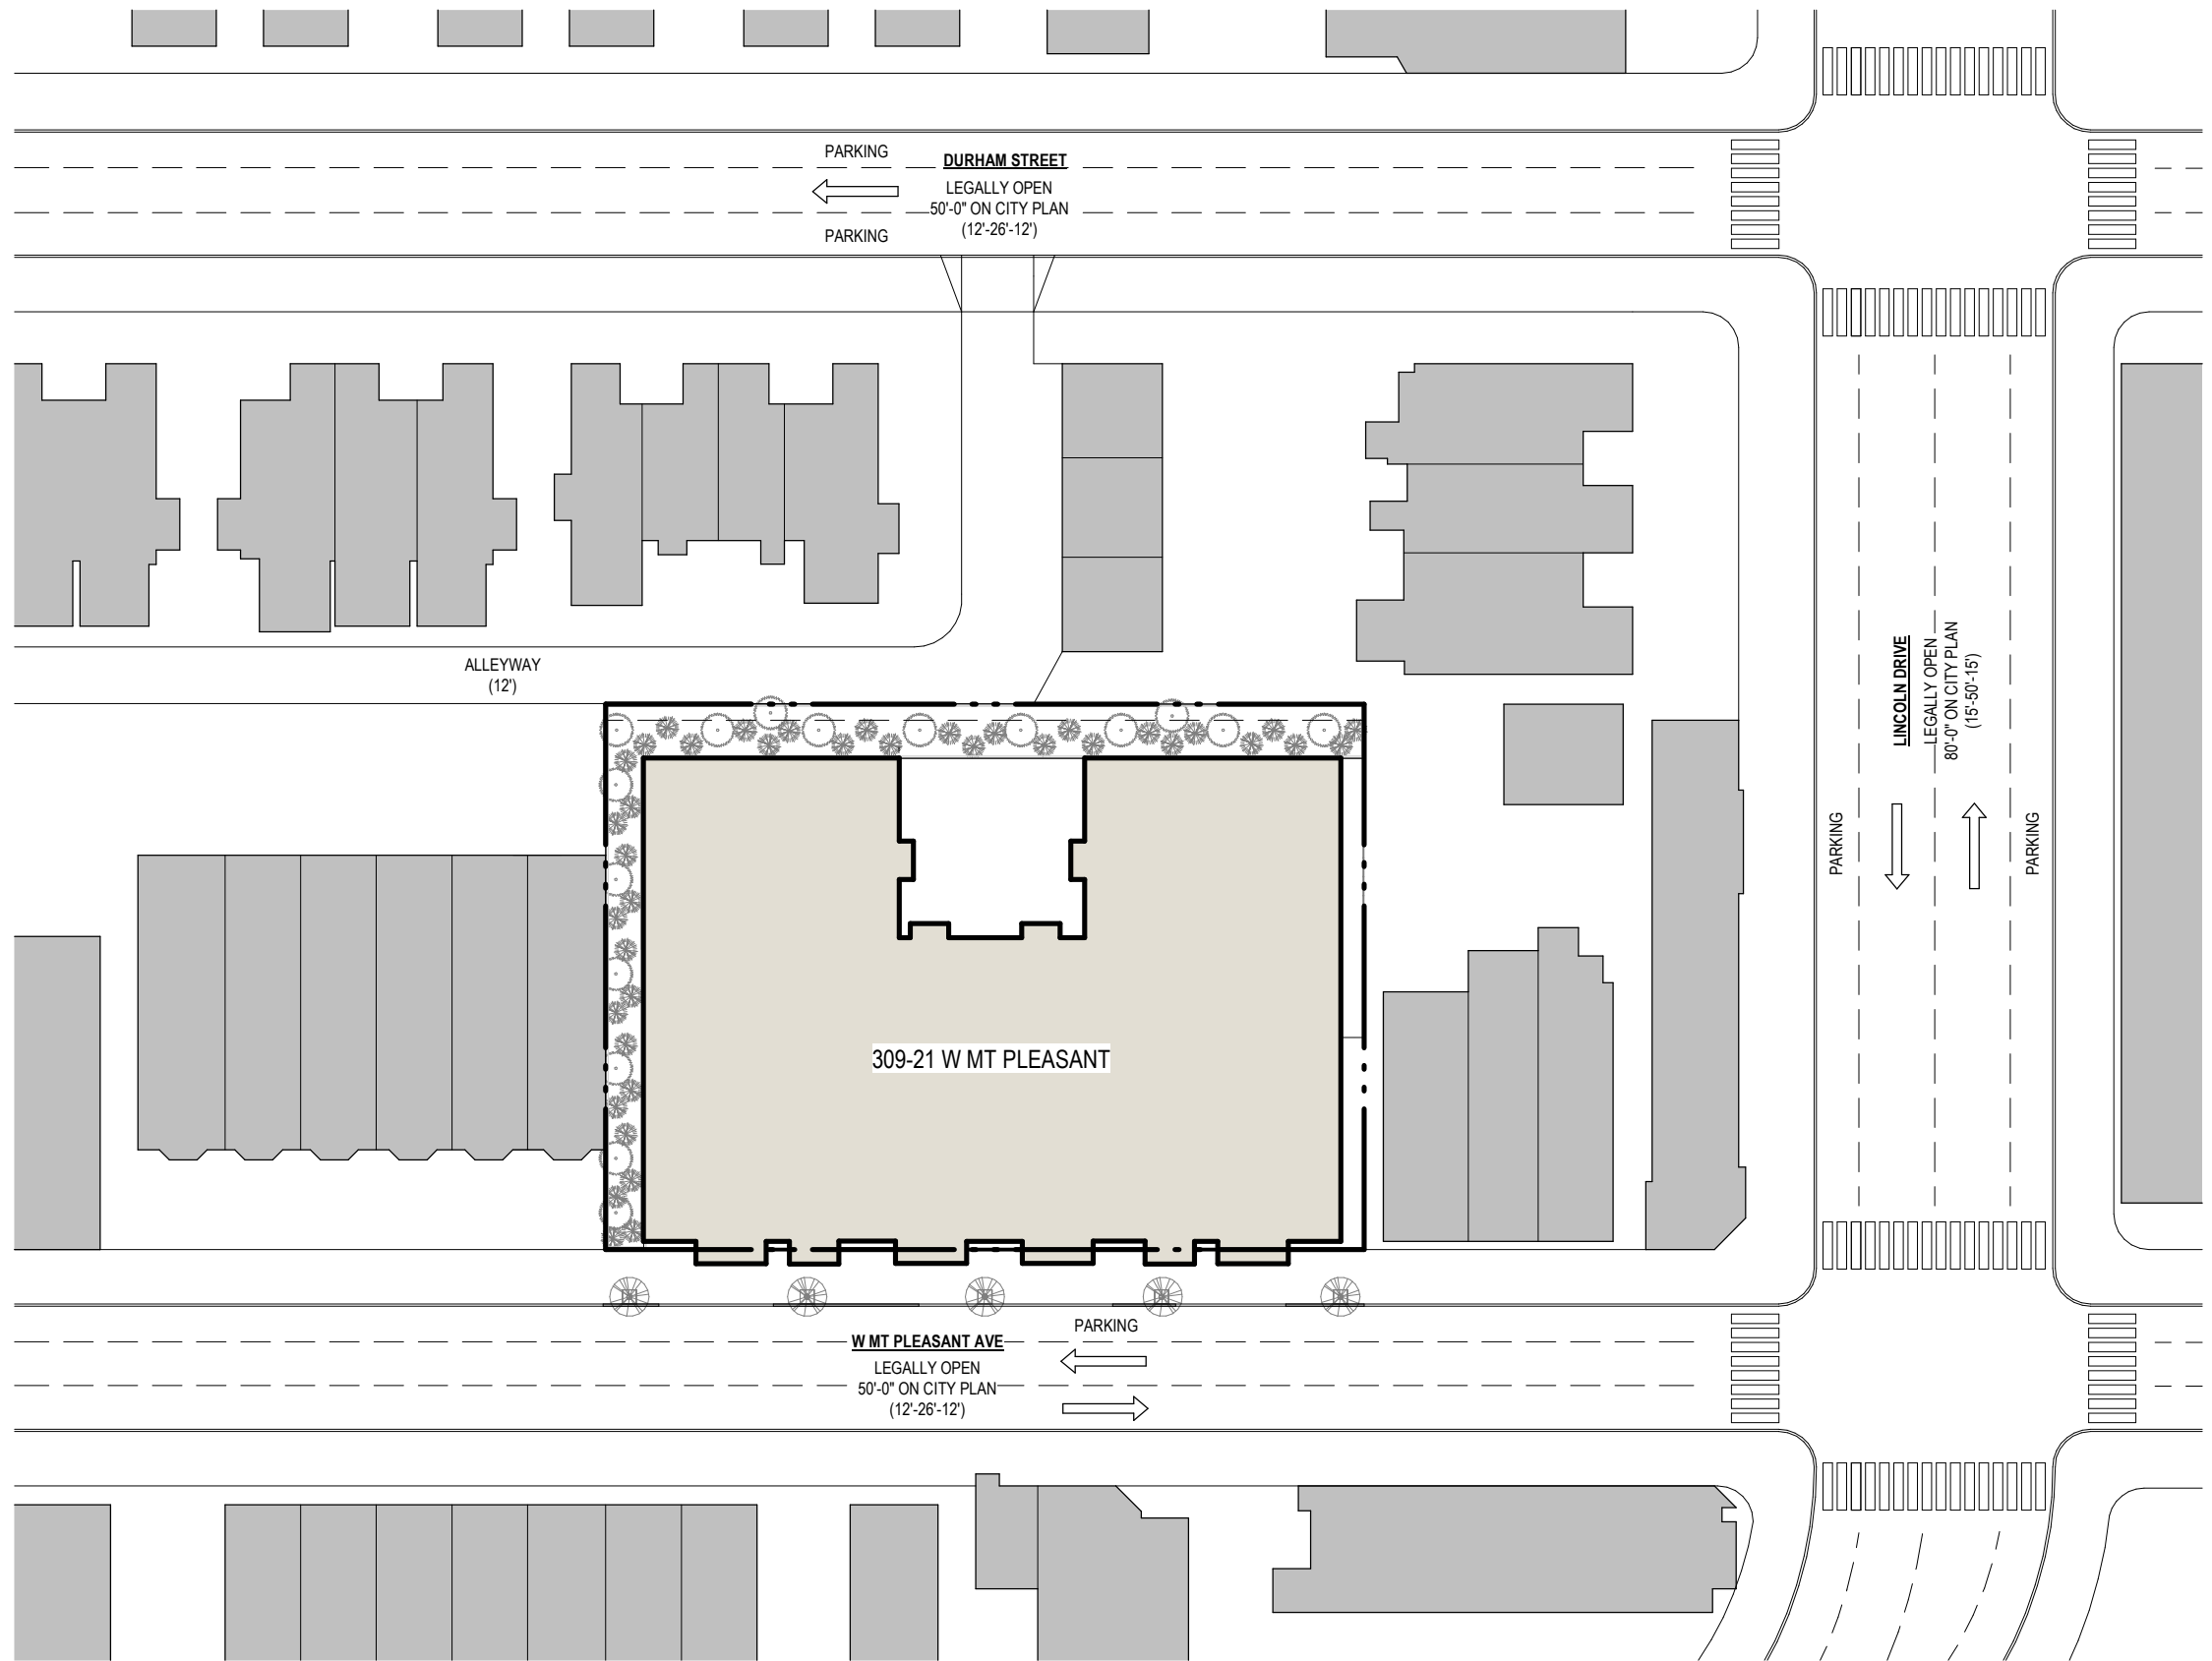 PARKING
DURHAM STREET
LEGALLY OPEN
50'-0" ON CITY PLAN
(12'-26'-12')
PARKING
ALLEYWAY
(12')
LINCOLN DRIVE
LEGALLY OPEN
80'-0" ON CITY PLAN
(15'-50'-15')
PARKING
PARKING
309-21 W MT PLEASANT
PARKING
W MT PLEASANT AVE
LEGALLY OPEN
50'-0" ON CITY PLAN
(12'-26'-12')